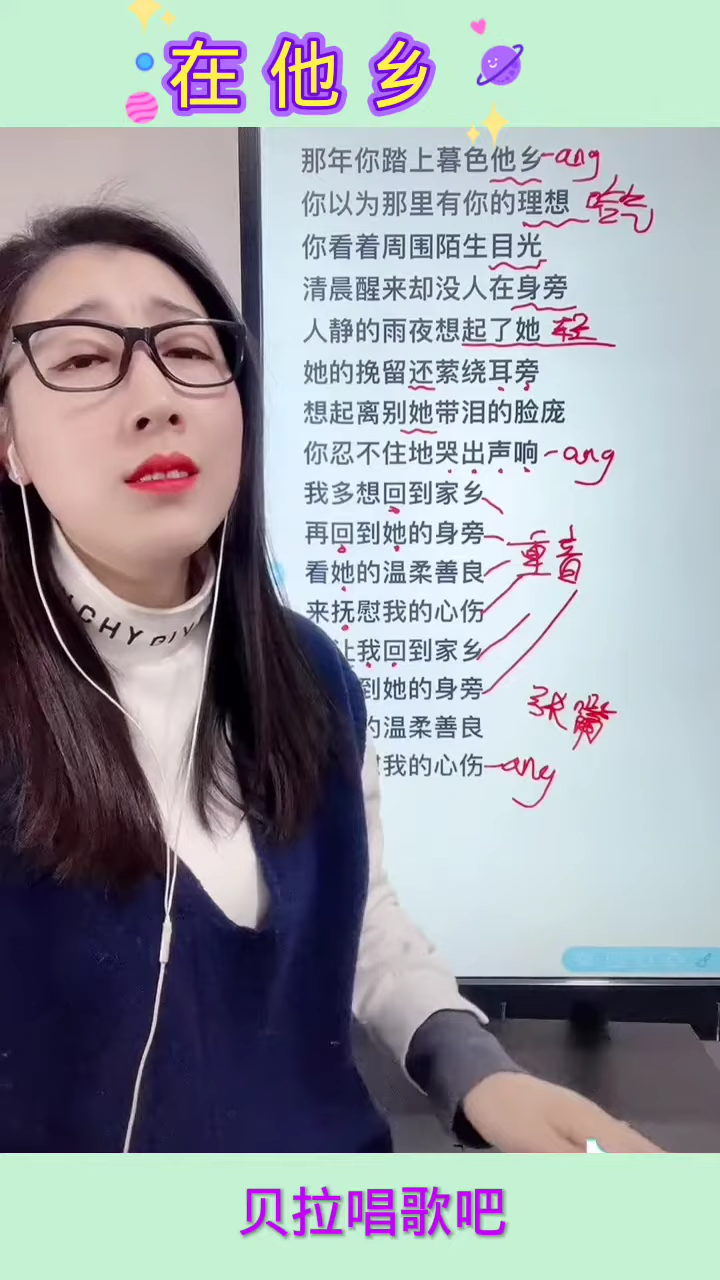 在他乡
那年你踏上暮色他乡-ang
你以为那里有你的理想 哈气
你看着周围陌生目光
清晨醒来却没人在身旁
人静的雨夜想起了她 轻
她的挽留还萦绕耳旁
想起离别她带泪的脸庞
你忍不住地哭出声响-ang
我多想回到家乡
再回到她的身旁
重音
看她的温柔善良
来抚慰我的心伤
让我回到家乡
到她的身旁
张嘴
的温柔善良
慰我的心伤-ang
CHY
贝拉唱歌吧